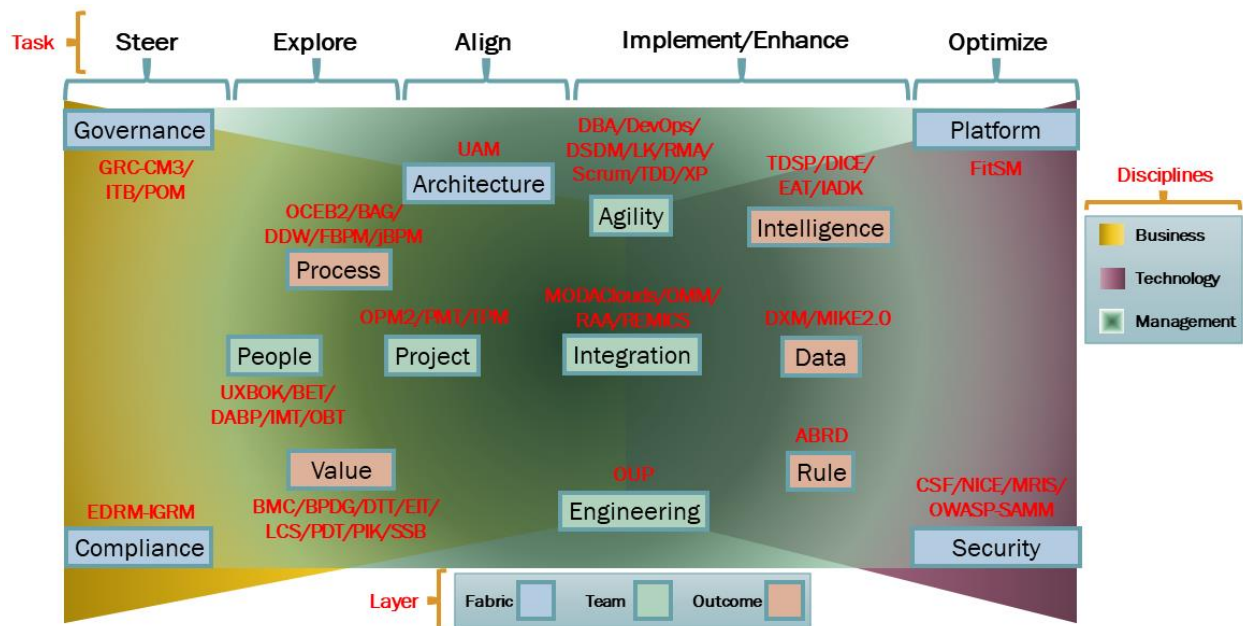 Task
Steer
Explore
Align
Implement/Enhance
Optimize
Governance
GRC-CM3/
ITB/POM
UAM
Architecture
DBA/DevOps/
DSDM/LK/RMA/
Scrum/TDD/XP
Agility
TDSP/DICE/
EAT/IADK
Intelligence
Platform
FitSM
Disciplines
Business
Technology
Management
OCEB2/BAG/
DDW/FBPM/jBPM
Process
OPM2/PMT/TPM
Project
People
UXBOK/BET/
DABP/IMT/OBT
MODAClouds/OMM/
RAA/REMICS
Integration
DXM/MIKE2.0
Data
ABRD
Rule
Value
BMC/BPDG/DTT/EIT/
LCS/PDT/PIK/SSB
OUP
Engineering
EDRM-IGRM
Compliance
CSF/NICE/MRIS/
OWASP-SAMM
Security
Layer
Fabric
Team
Outcome